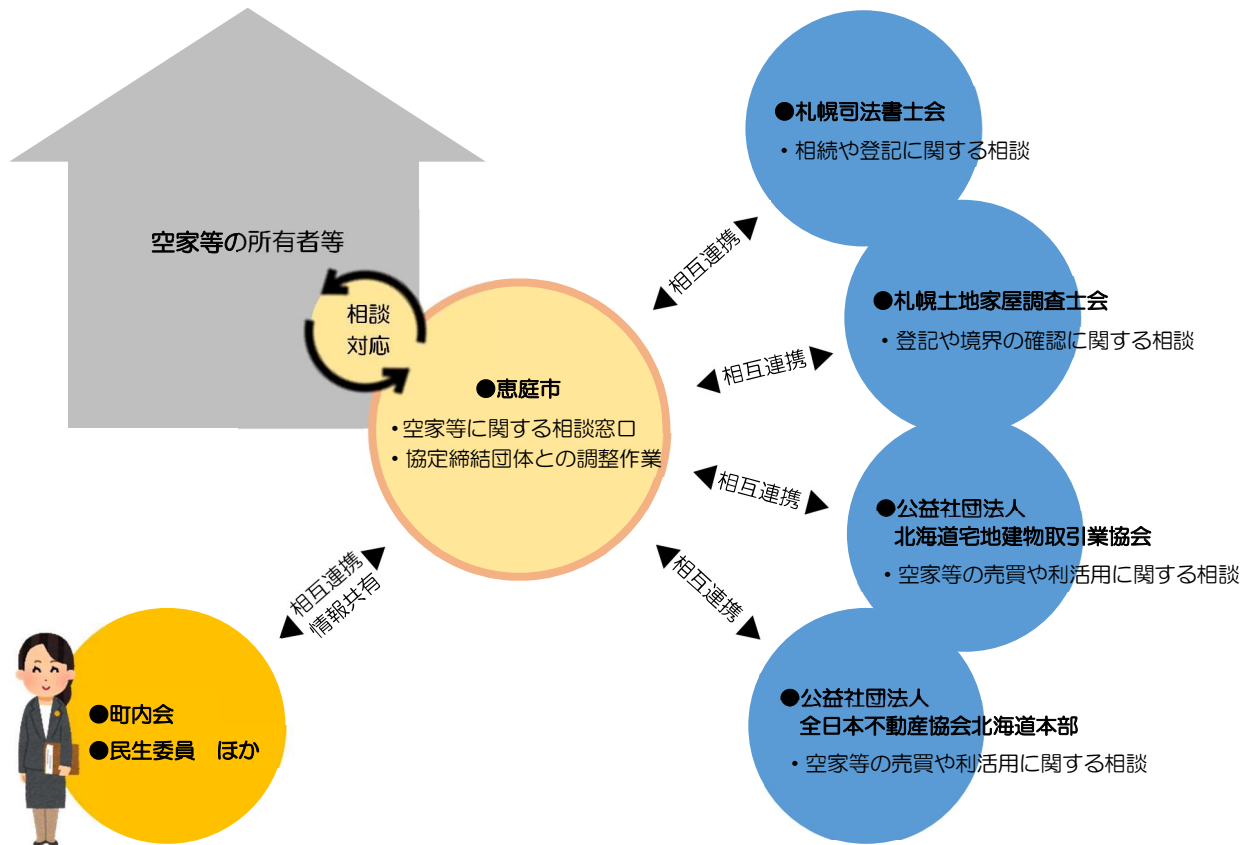 空家等の所有者等
相談
対応
●恵庭市
・空家等に関する相談窓口
・協定締結団体との調整作業
●札幌司法書士会
・相続や登記に関する相談
相互連携
●札幌土地家屋調査士会
・登記や境界の確認に関する相談
相互連携
●公益社団法人
北海道宅地建物取引業協会
・空家等の売買や利活用に関する相談
相互連携
●公益社団法人
全日本不動産協会北海道本部
・空家等の売買や利活用に関する相談
相互連携
相互連携
情報共有
●町内会
●民生委員　ほか